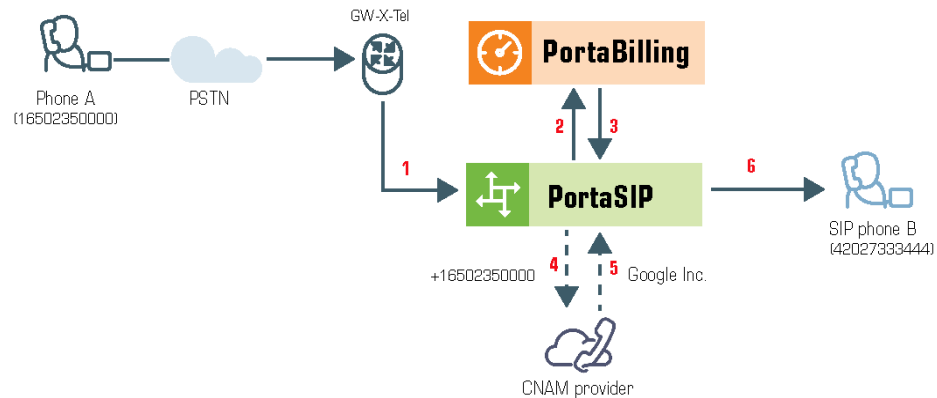 GW-X-Tel
PortaBilling
Phone A
(16502350000)
PSTN
2
3
1
6
PortaSIP
SIP phone B
(42027333444)
4
+16502350000
5
Google Inc.
CNAM provider